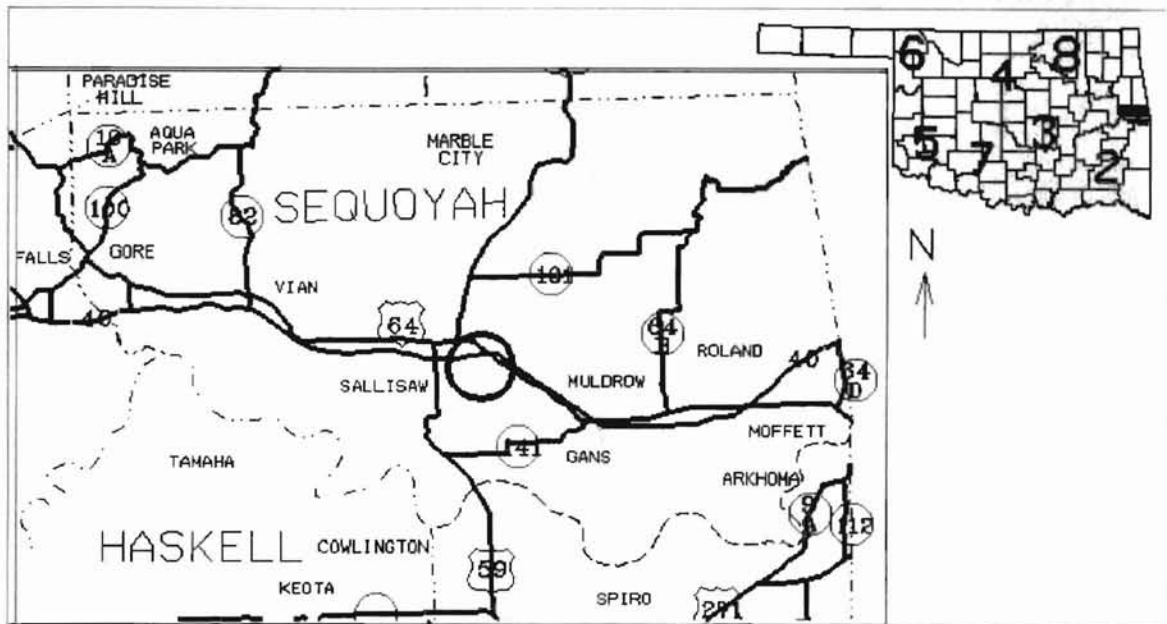 PARADISE
HILL
10
A
AQUA
PARK
MARBLE
CITY
100
82
SEQUOYAH
FALLS
GORE
VIAN
101
40
64
64
B
ROLAND
40
SALLISAW
MULDROW
64
D
MOFFETT
141
GANS
TAMAHA
ARKHOMA
9
A
112
HASKELL
COWLINGTON
59
KEOTA
SPIRO
271
6
8
4
5
7
3
2
N